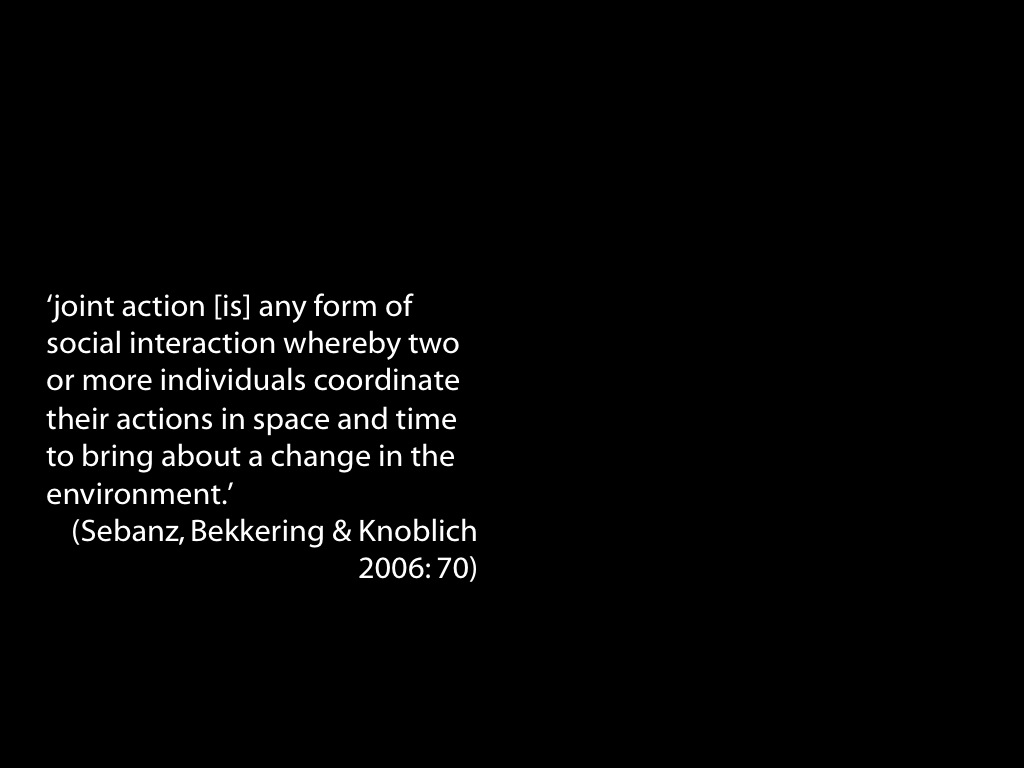 ‘joint action [is] any form of
social interaction whereby two
or more individuals coordinate
their actions in space and time
to bring about a change in the
environment.’
(Sebanz, Bekkering & Knoblich
2006: 70)